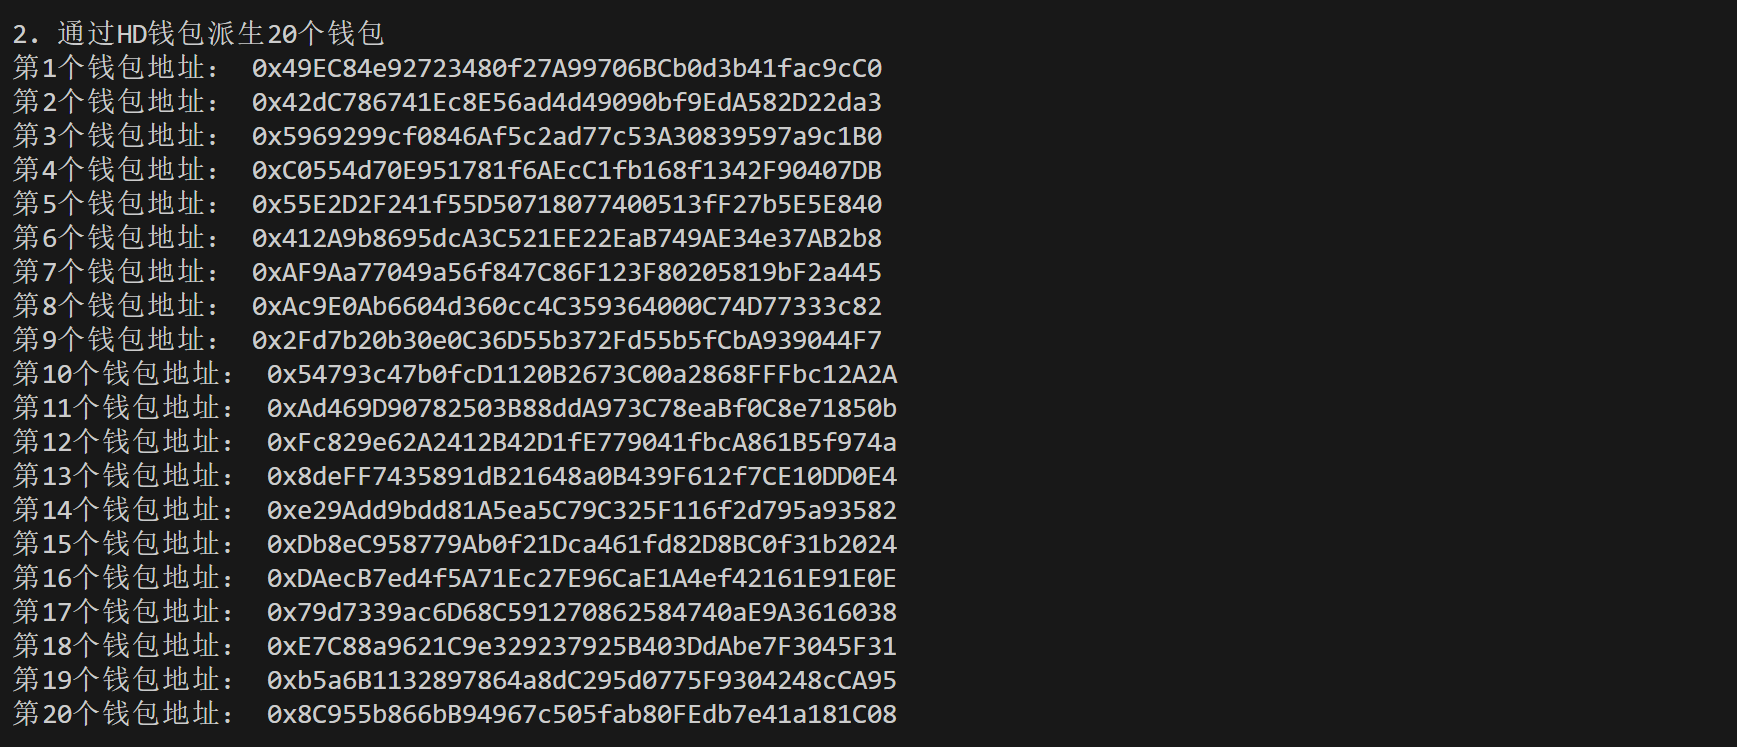 2. 通过HD钱包派生20个钱包
第1个钱包地址： 0x49EC84e92723480f27A99706BCb0d3b41fac9cC0
第2个钱包地址： 0x42dC786741Ec8E56ad4d49090bf9EdA582D22da3
第3个钱包地址： 0x5969299cf0846Af5c2ad77c53A30839597a9c1B0
第4个钱包地址： 0xC0554d70E951781f6AEcC1fb168f1342F90407DB
第5个钱包地址： 0x55E2D2F241f55D50718077400513fF27b5E5E840
第6个钱包地址： 0x412A9b8695dcA3C521EE22EaB749AE34e37AB2b8
第7个钱包地址： 0xAF9Aa77049a56f847C86F123F80205819bF2a445
第8个钱包地址： 0xAc9E0Ab6604d360cc4C359364000C74D77333c82
第9个钱包地址： 0x2Fd7b20b30e0C36D55b372Fd55b5fCbA939044F7
第10个钱包地址： 0x54793c47b0fcD1120B2673C00a2868FFFbc12A2A
第11个钱包地址： 0xAd469D90782503B88ddA973C78eaBf0C8e71850b
第12个钱包地址： 0xFc829e62A2412B42D1fE779041fbcA861B5f974a
第13个钱包地址： 0x8deFF7435891dB21648a0B439F612f7CE10DD0E4
第14个钱包地址： 0xe29Add9bdd81A5ea5C79C325F116f2d795a93582
第15个钱包地址： 0xDb8eC958779Ab0f21Dca461fd82D8BC0f31b2024
第16个钱包地址： 0xDAecB7ed4f5A71Ec27E96CaE1A4ef42161E91E0E
第17个钱包地址： 0x79d7339ac6D68C591270862584740aE9A3616038
第18个钱包地址： 0xE7C88a9621C9e329237925B403DdAbe7F3045F31
第19个钱包地址： 0xb5a6B1132897864a8dC295d0775F9304248cCA95
第20个钱包地址： 0x8C955b866bB94967c505fab80FEdb7e41a181C08